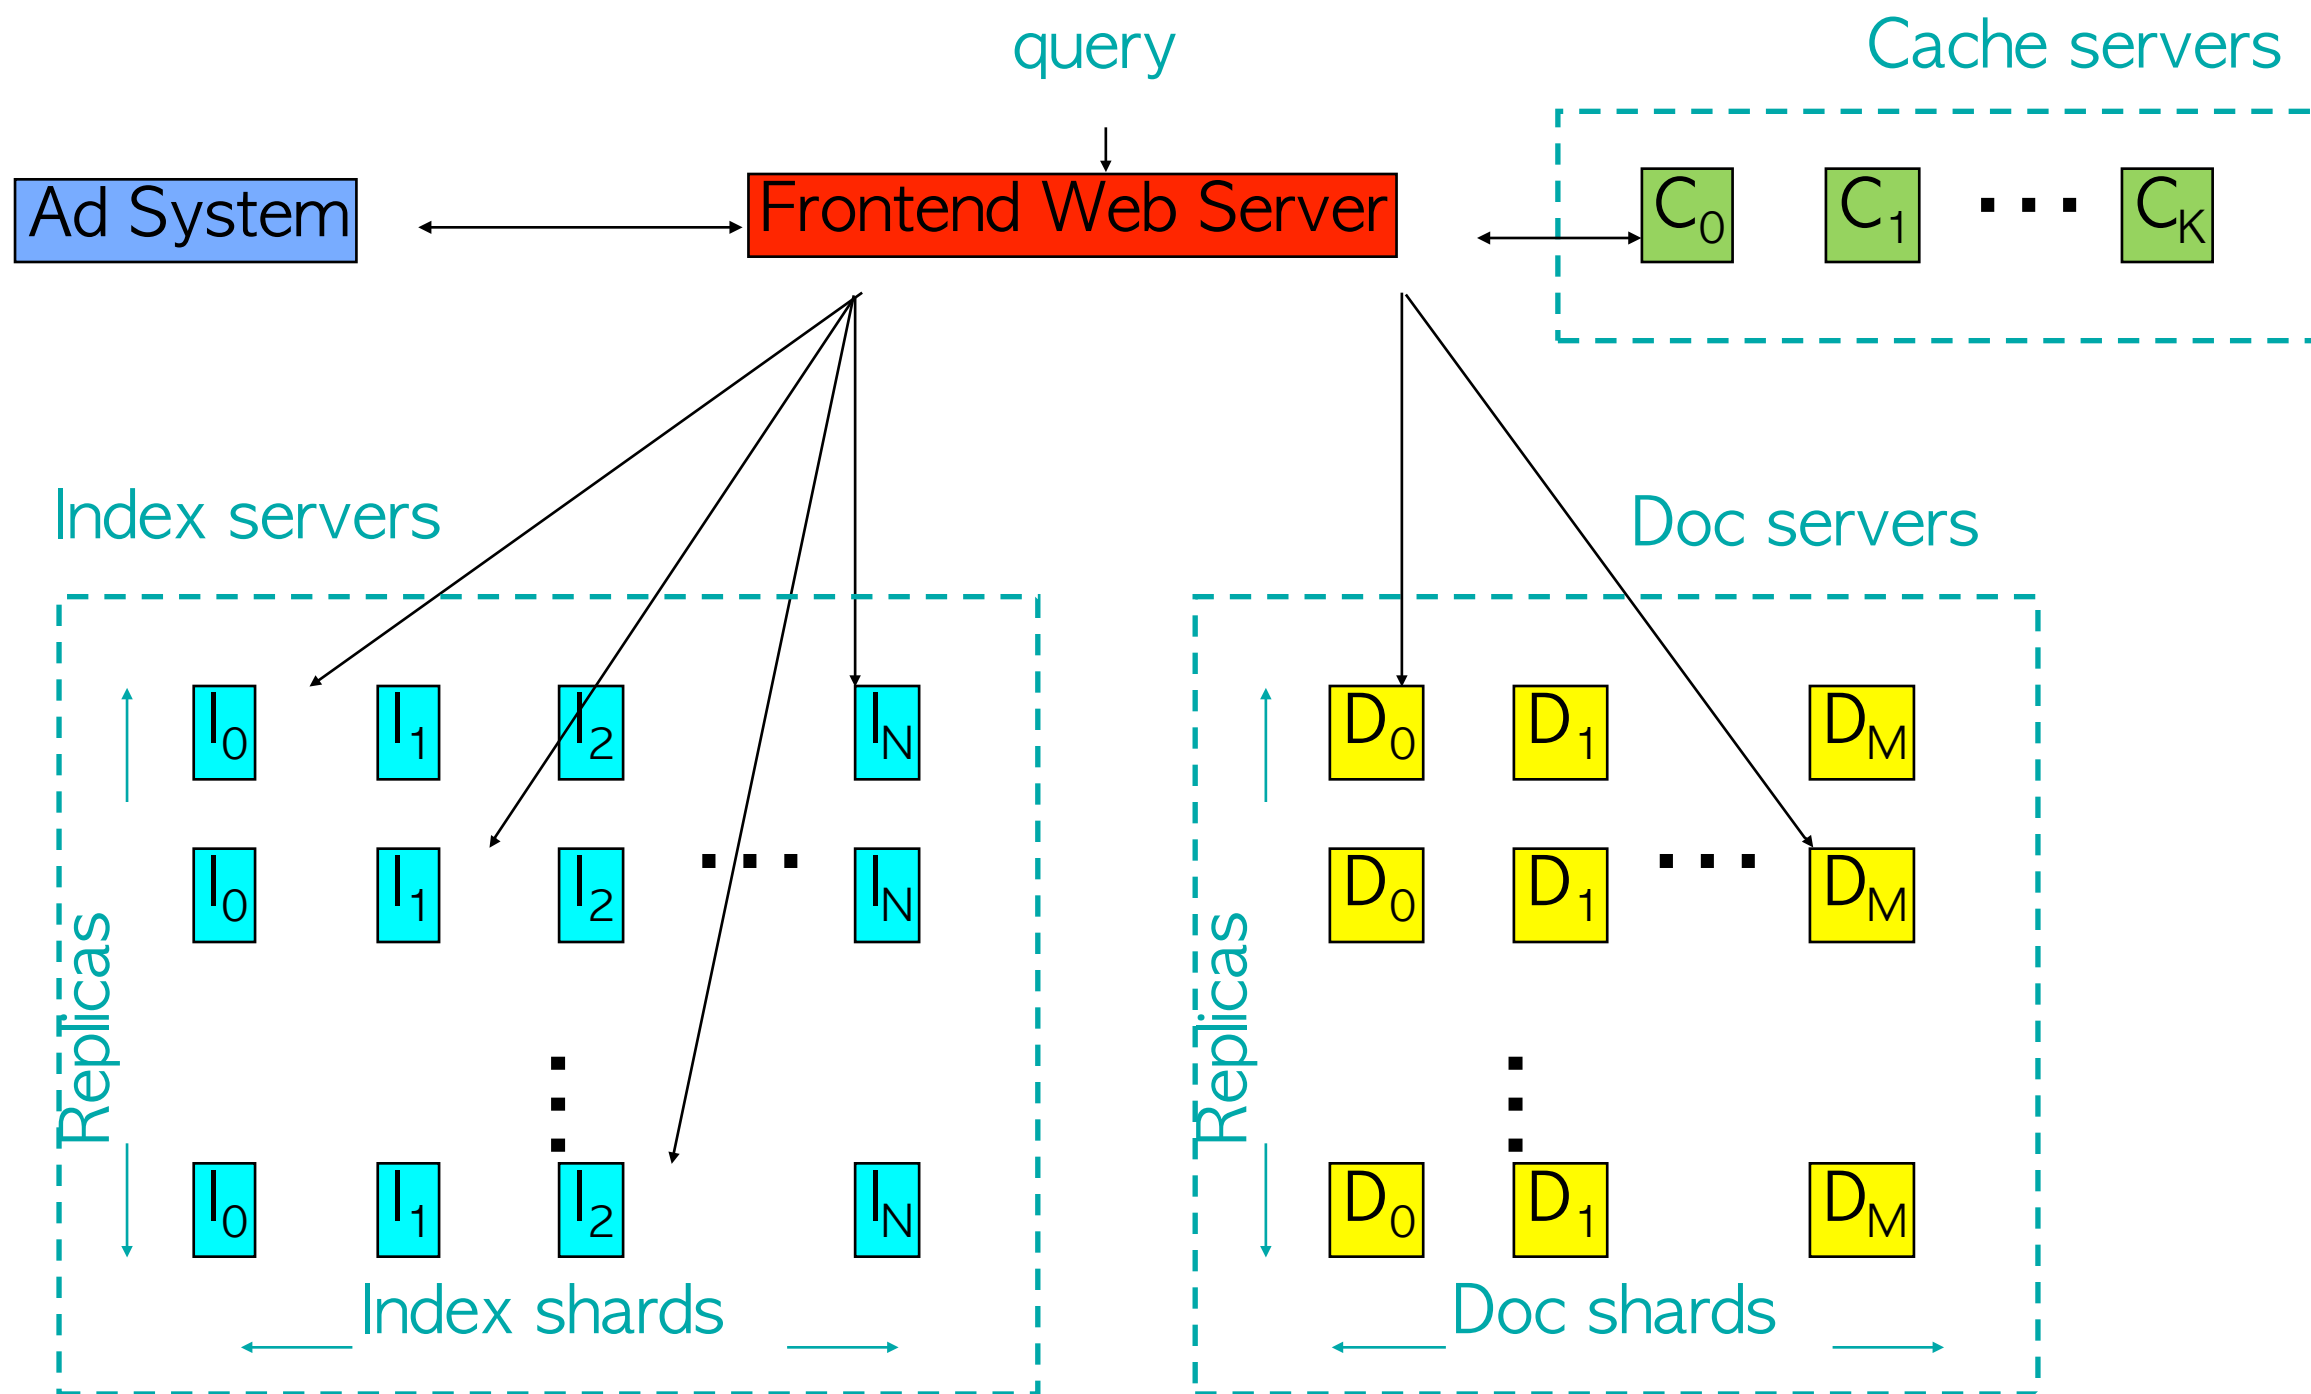 query
Cache servers
Ad System
Frontend Web Server
C0 C1 ... CK
Index servers
Doc servers
I0 I1 I2 IN
D0 D1 DM
I0 I1 I2 ... IN
D0 D1 ... DM
Replicas
Replicas
I0 I1 I2 IN
D0 D1 DM
Index shards
Doc shards